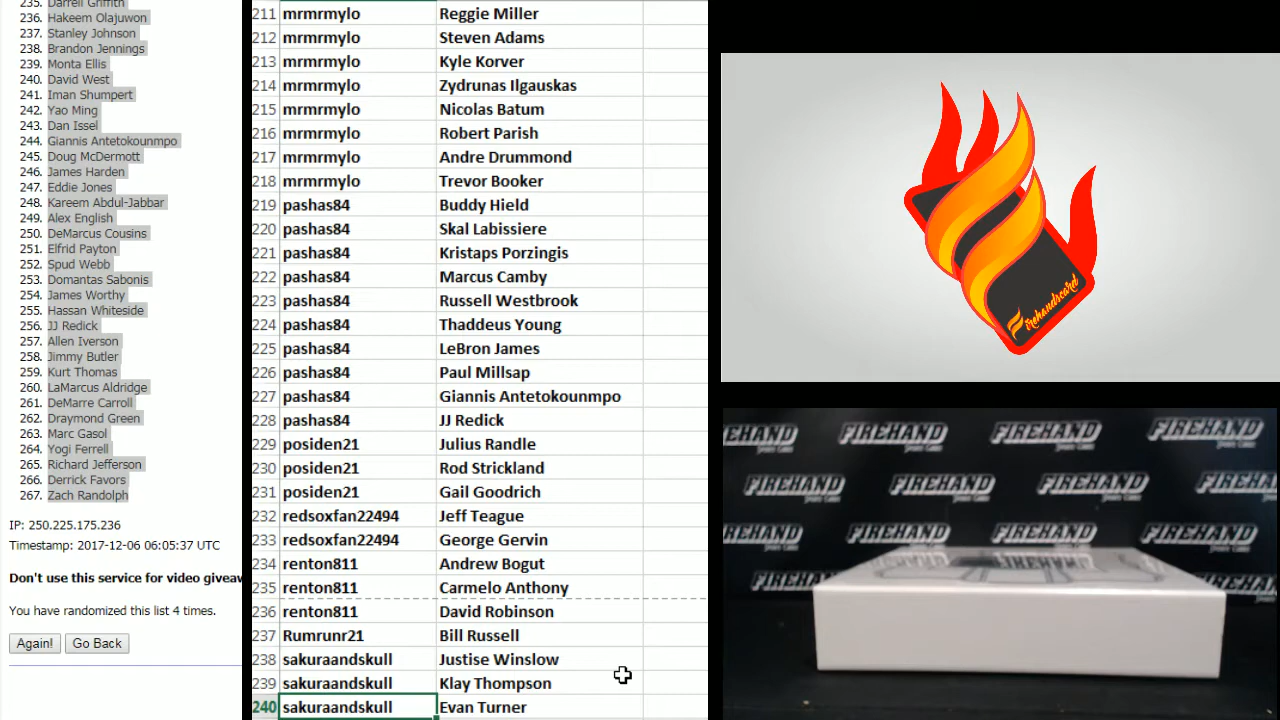 235. Darrell Griffith
236. Hakeem Olajuwon
237. Stanley Johnson
238. Brandon Jennings
239. Monta Ellis
240. David West
241. Iman Shumpert
242. Yao Ming
243. Dan Issel
244. Giannis Antetokounmpo
245. Doug McDermott
246. James Harden
247. Eddie Jones
248. Kareem Abdul-Jabbar
249. Alex English
250. DeMarcus Cousins
251. Elfrid Payton
252. Spud Webb
253. Domantas Sabonis
254. James Worthy
255. Hassan Whiteside
256. JJ Redick
257. Allen Iverson
258. Jimmy Butler
259. Kurt Thomas
260. LaMarcus Aldridge
261. DeMarre Carroll
262. Draymond Green
263. Marc Gasol
264. Yogi Ferrell
265. Richard Jefferson
266. Derrick Favors
267. Zach Randolph
IP: 250.225.175.236
Timestamp: 2017-12-06 06:05:37 UTC
Don't use this service for video giveaw
You have randomized this list 4 times.
Again! Go Back
211 mrmrmylo Reggie Miller
212 mrmrmylo Steven Adams
213 mrmrmylo Kyle Korver
214 mrmrmylo Zydrunas Ilgauskas
215 mrmrmylo Nicolas Batum
216 mrmrmylo Robert Parish
217 mrmrmylo Andre Drummond
218 mrmrmylo Trevor Booker
219 pashas84 Buddy Hield
220 pashas84 Skal Labissiere
221 pashas84 Kristaps Porzingis
222 pashas84 Marcus Camby
223 pashas84 Russell Westbrook
224 pashas84 Thaddeus Young
225 pashas84 LeBron James
226 pashas84 Paul Millsap
227 pashas84 Giannis Antetokounmpo
228 pashas84 JJ Redick
229 posiden21 Julius Randle
230 posiden21 Rod Strickland
231 posiden21 Gail Goodrich
232 redsoxfan22494 Jeff Teague
233 redsoxfan22494 George Gervin
234 renton811 Andrew Bogut
235 renton811 Carmelo Anthony
236 renton811 David Robinson
237 Rumrunr21 Bill Russell
238 sakuraandskull Justise Winslow
239 sakuraandskull Klay Thompson
240 sakuraandskull Evan Turner
firehandscard
FIREHAND FIREHAND FIREHAND
FIREHAND FIREHAND FIREHAND FIREHAND
FIREHAND FIREHAND FIREHAND
FIREHAND